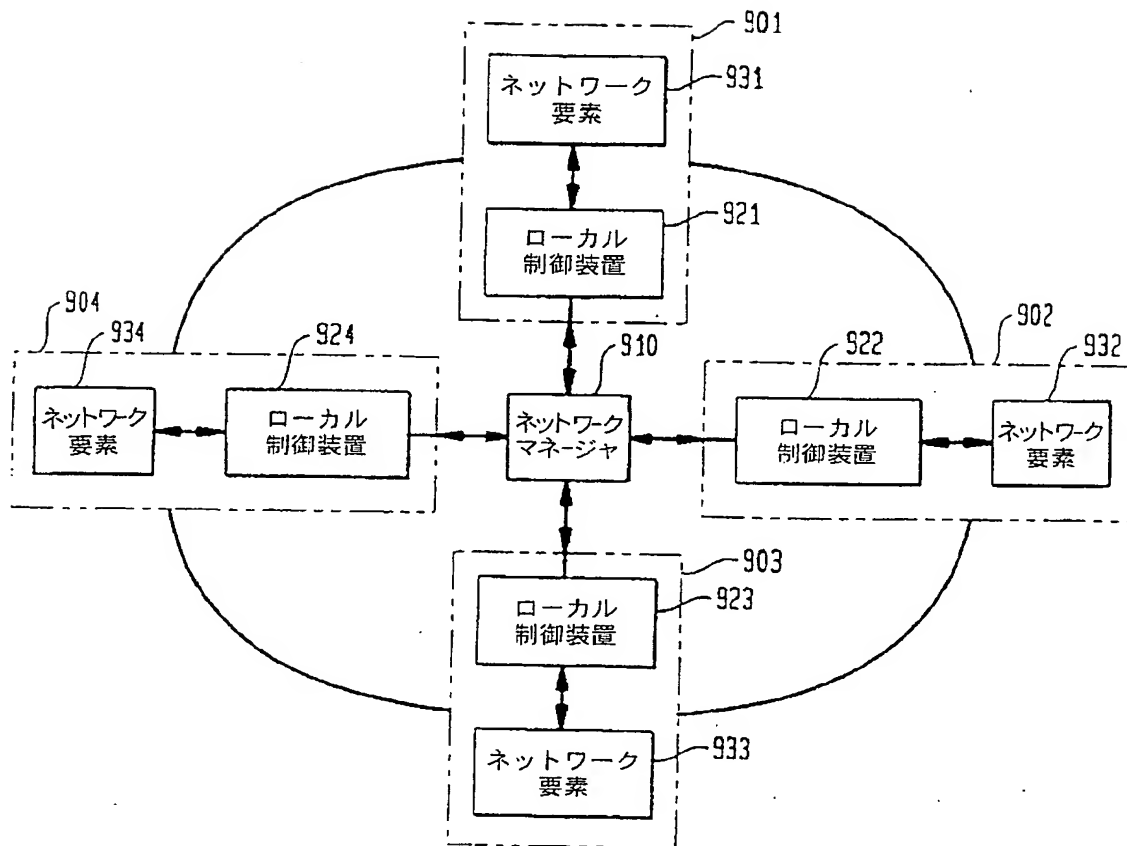 901
ネットワーク
要素
931
ローカル
制御装置
921
904
934
924
ネットワーク
要素
ローカル
制御装置
910
ネットワーク
マネージャ
902
922
932
ローカル
制御装置
ネットワーク
要素
903
ローカル
制御装置
923
ネットワーク
要素
933